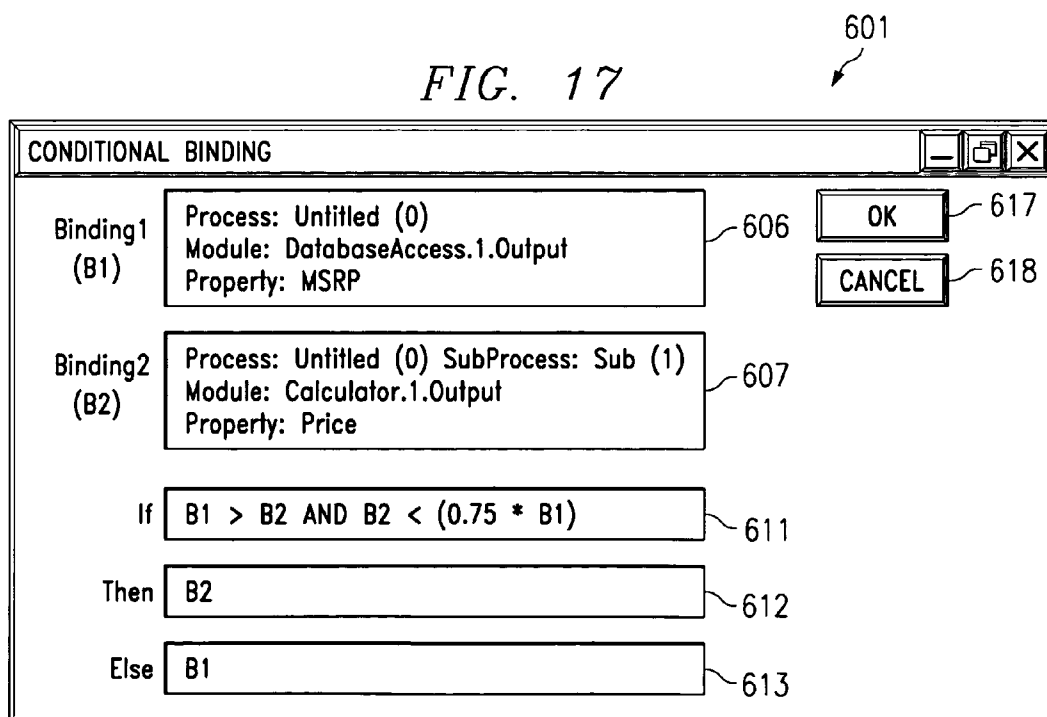 601
FIG. 17
CONDITIONAL BINDING
Binding1
(B1)
Process: Untitled (0)
Module: DatabaseAccess.1.Output
Property: MSRP
606
OK
617
CANCEL
618
Binding2
(B2)
Process: Untitled (0) SubProcess: Sub (1)
Module: Calculator.1.Output
Property: Price
607
If
B1 > B2 AND B2 < (0.75 * B1)
611
Then
B2
612
Else
B1
613